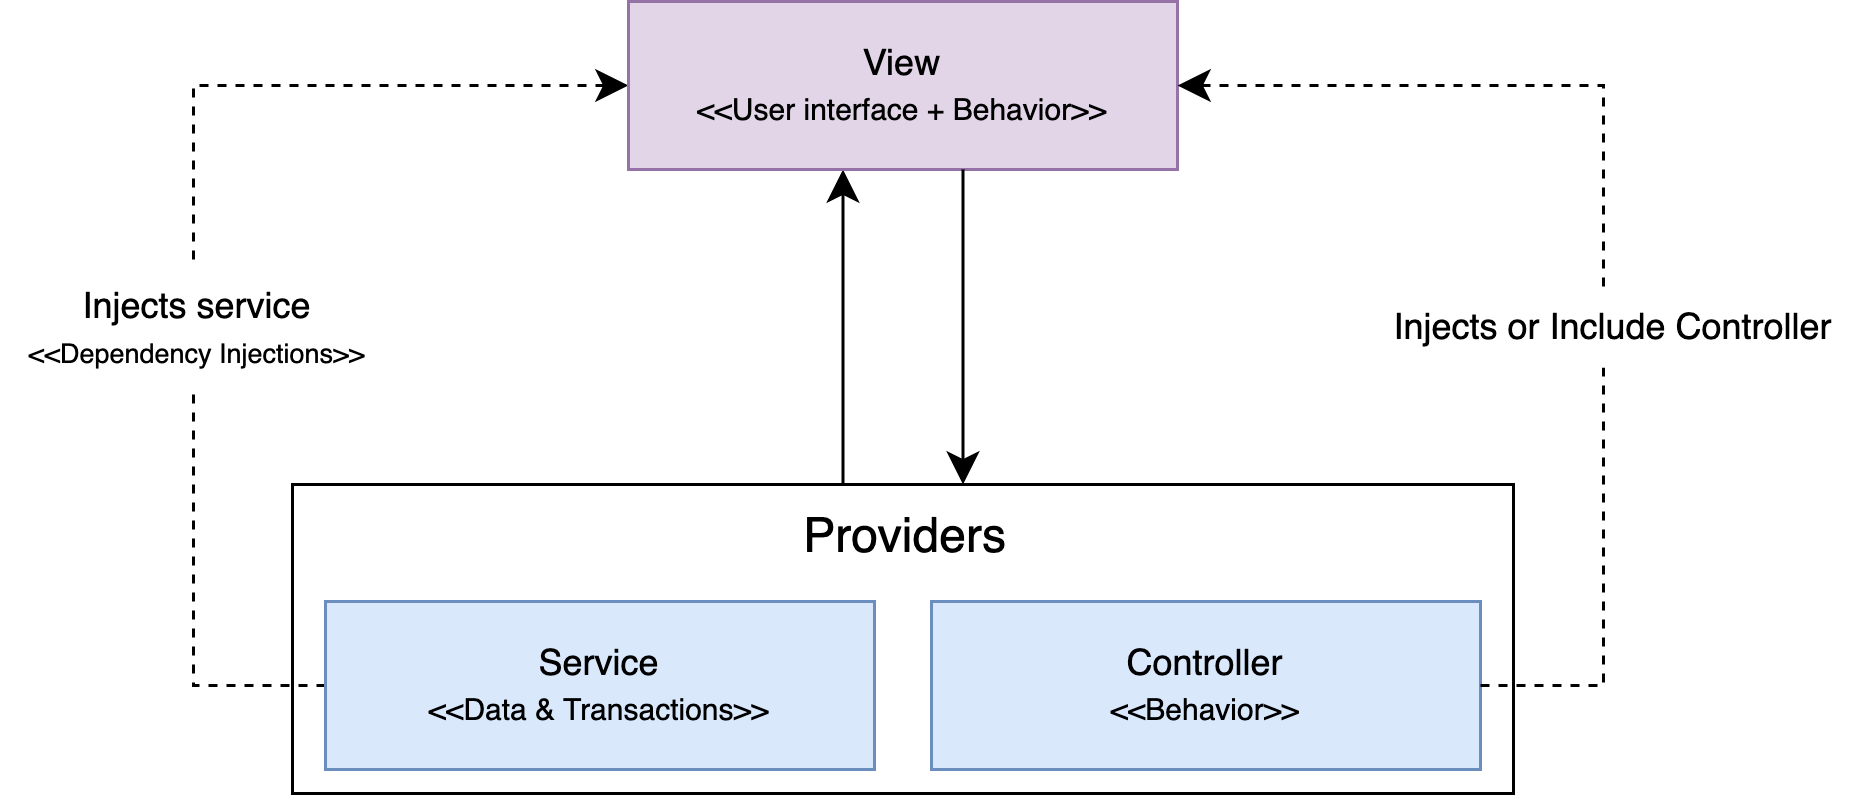 View
<<User interface + Behavior>>
Injects service
<<Dependency Injections>>
Injects or Include Controller
Providers
Service
<<Data & Transactions>>
Controller
<<Behavior>>